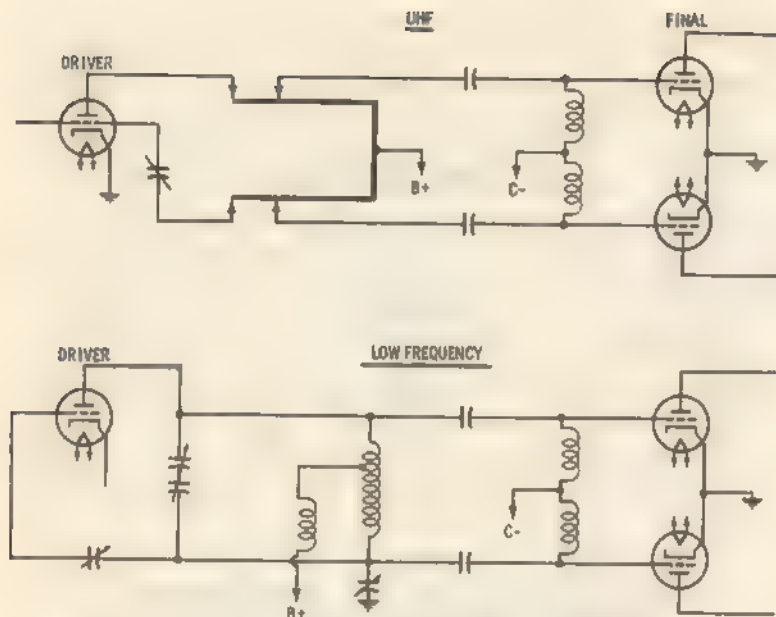 UHF
FINAL
DRIVER
B+
C-
DRIVER
LOW FREQUENCY
C-
B+